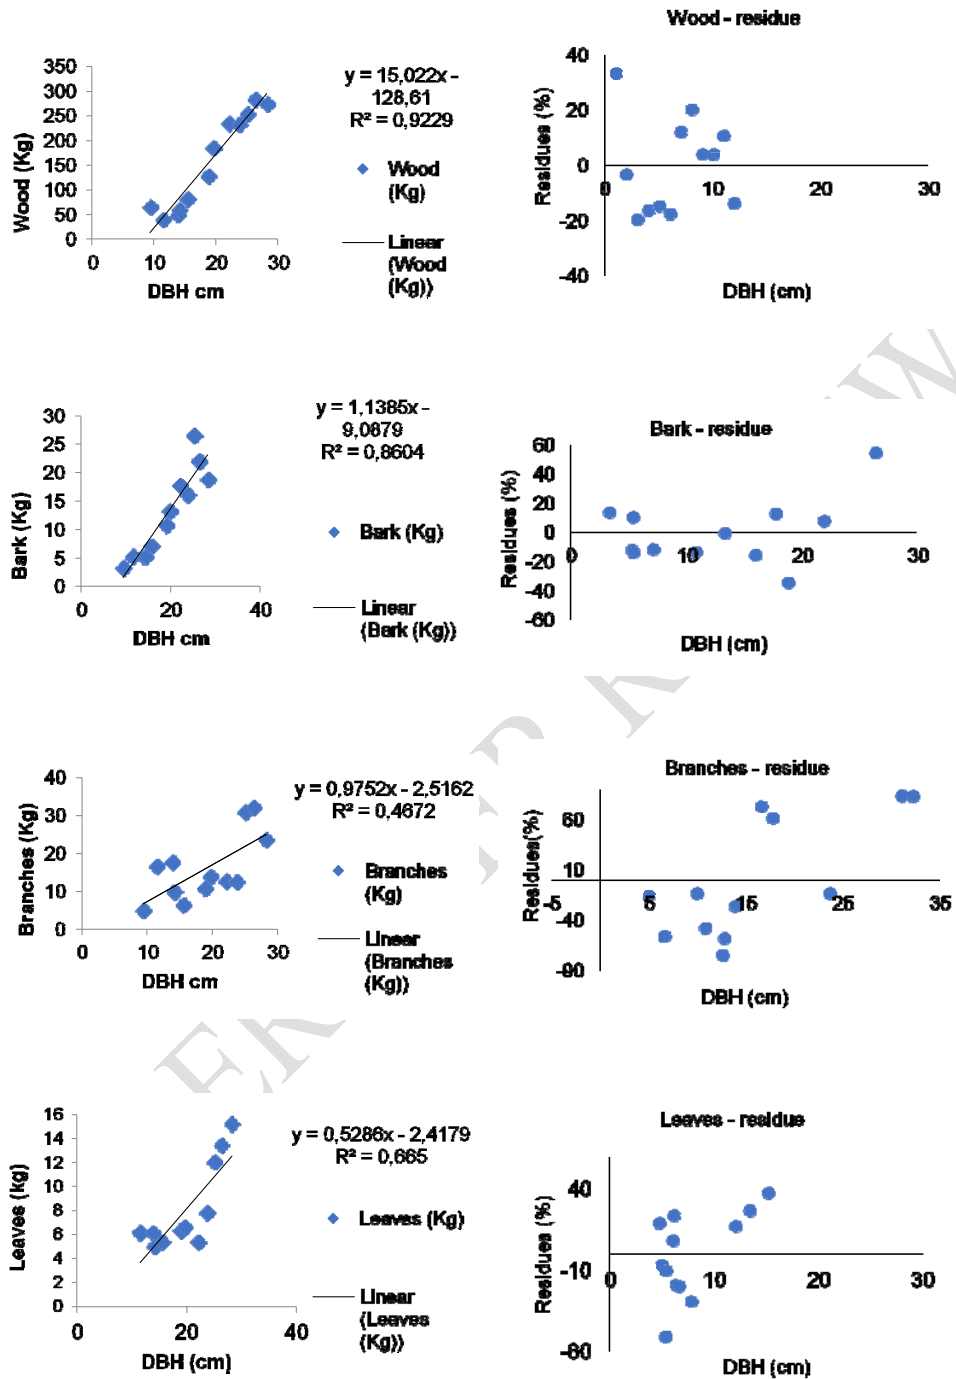 Wood - residue
350
300
250
200
150
100
50
0
Wood (Kg)
0
10
20
30
DBH cm
y = 15,022x -
128,61
R² = 0,9229
Wood
(Kg)
Linear
(Wood
(Kg))
40
20
0
-20
-40
Residues (%)
0
10
20
30
DBH (cm)
30
25
20
15
10
5
0
Bark (Kg)
0
20
40
DBH cm
y = 1,1385x -
9,0879
R² = 0,8604
Bark (Kg)
Linear
(Bark (Kg))
Bark - residue
60
40
20
0
-20
-40
-60
Residues (%)
0
10
20
30
DBH (cm)
40
30
20
10
0
Branches (Kg)
0
10
20
30
DBH cm
y = 0,9752x - 2,5162
R² = 0,4672
Branches
(Kg)
Linear
(Branches
(Kg))
Branches - residue
60
10
-40
-90
Residues(%)
-5
5
15
25
35
DBH (cm)
16
14
12
10
8
6
4
2
0
Leaves (kg)
0
20
40
DBH (cm)
y = 0,5286x - 2,4179
R² = 0,665
Leaves (Kg)
Linear
(Leaves
(Kg))
Leaves - residue
40
-10
-60
Residues (%)
0
10
20
30
DBH (cm)